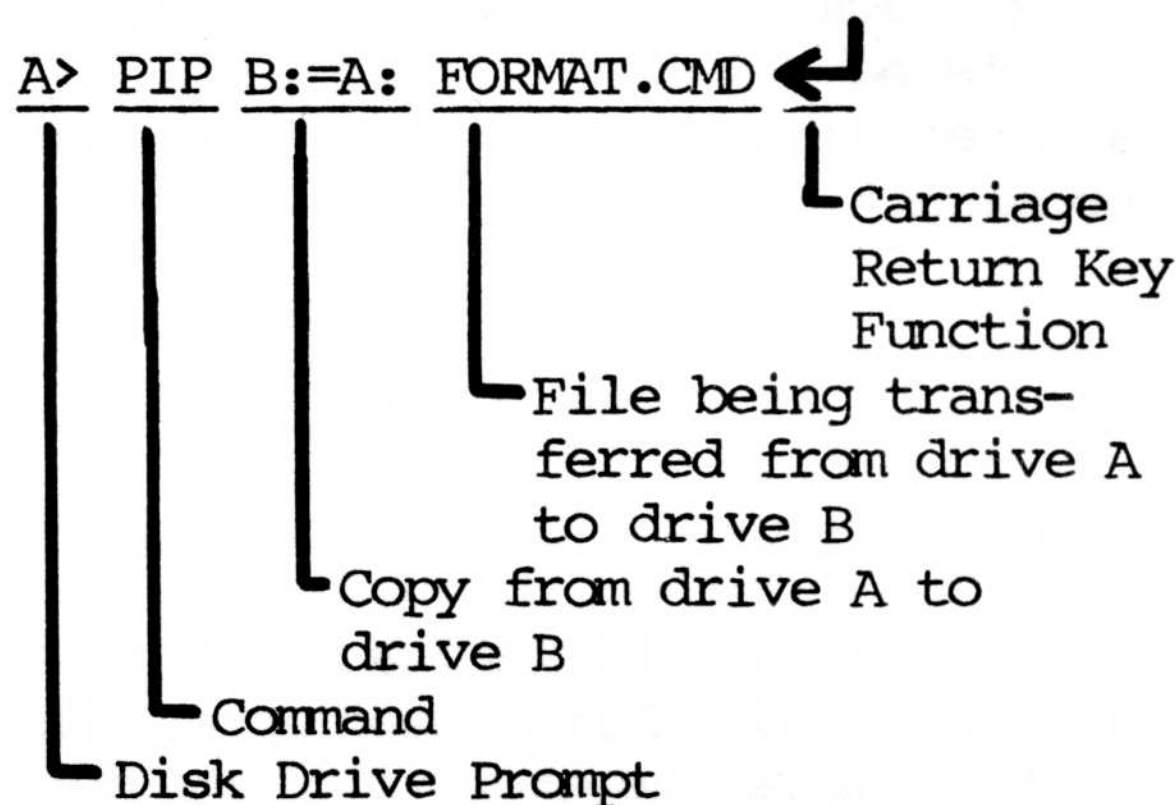 A> PIP B:=A: FORMAT.CMD
Carriage
Return Key
Function
File being trans-
ferred from drive A
to drive B
Copy from drive A to
drive B
Command
Disk Drive Prompt